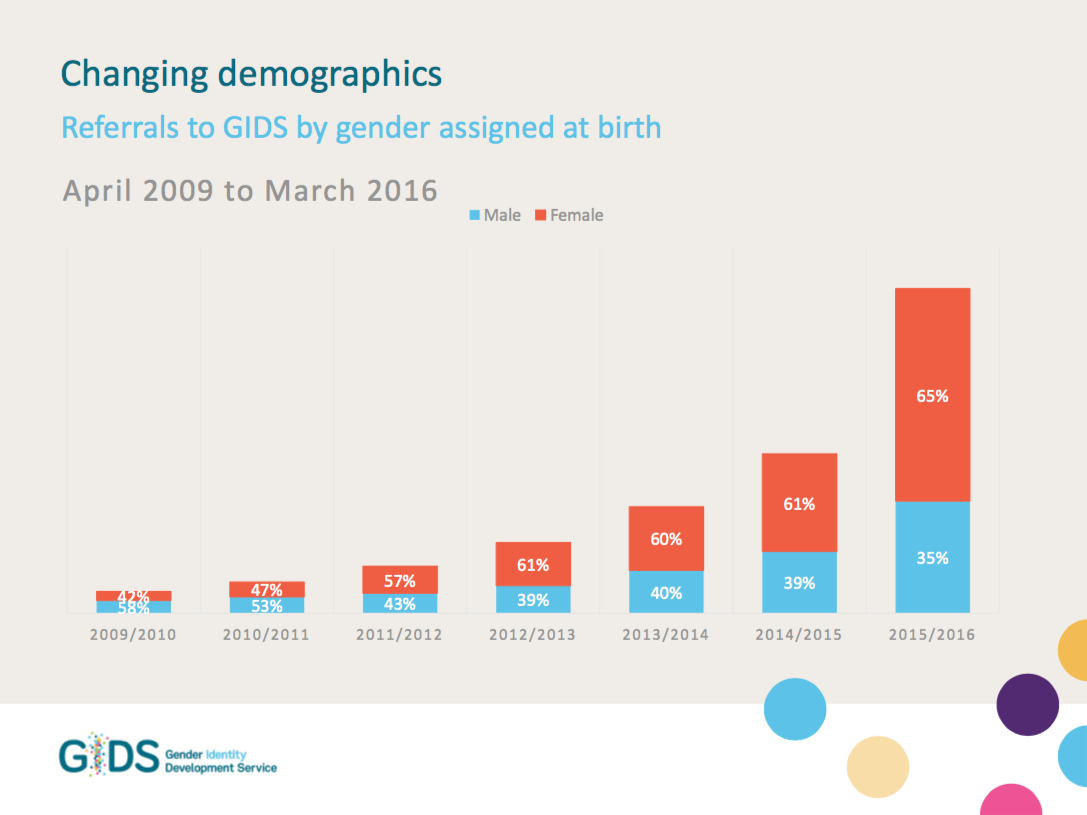 Changing demographics
Referrals to GIDS by gender assigned at birth
April 2009 to March 2016
Male Female
65%
61%
60%
61%
57%
47%
42%
58%
53%
43%
39%
40%
39%
35%
2009/2010 2010/2011 2011/2012 2012/2013 2013/2014 2014/2015 2015/2016
GIDS Gender Identity
Development Service